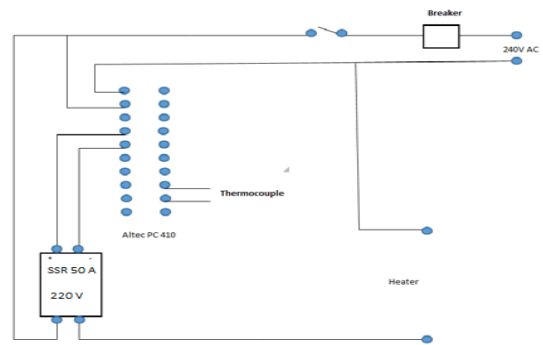 Breaker
240V AC
Thermocouple
Altec PC 410
+ -
SSR 50 A
220 V
Heater